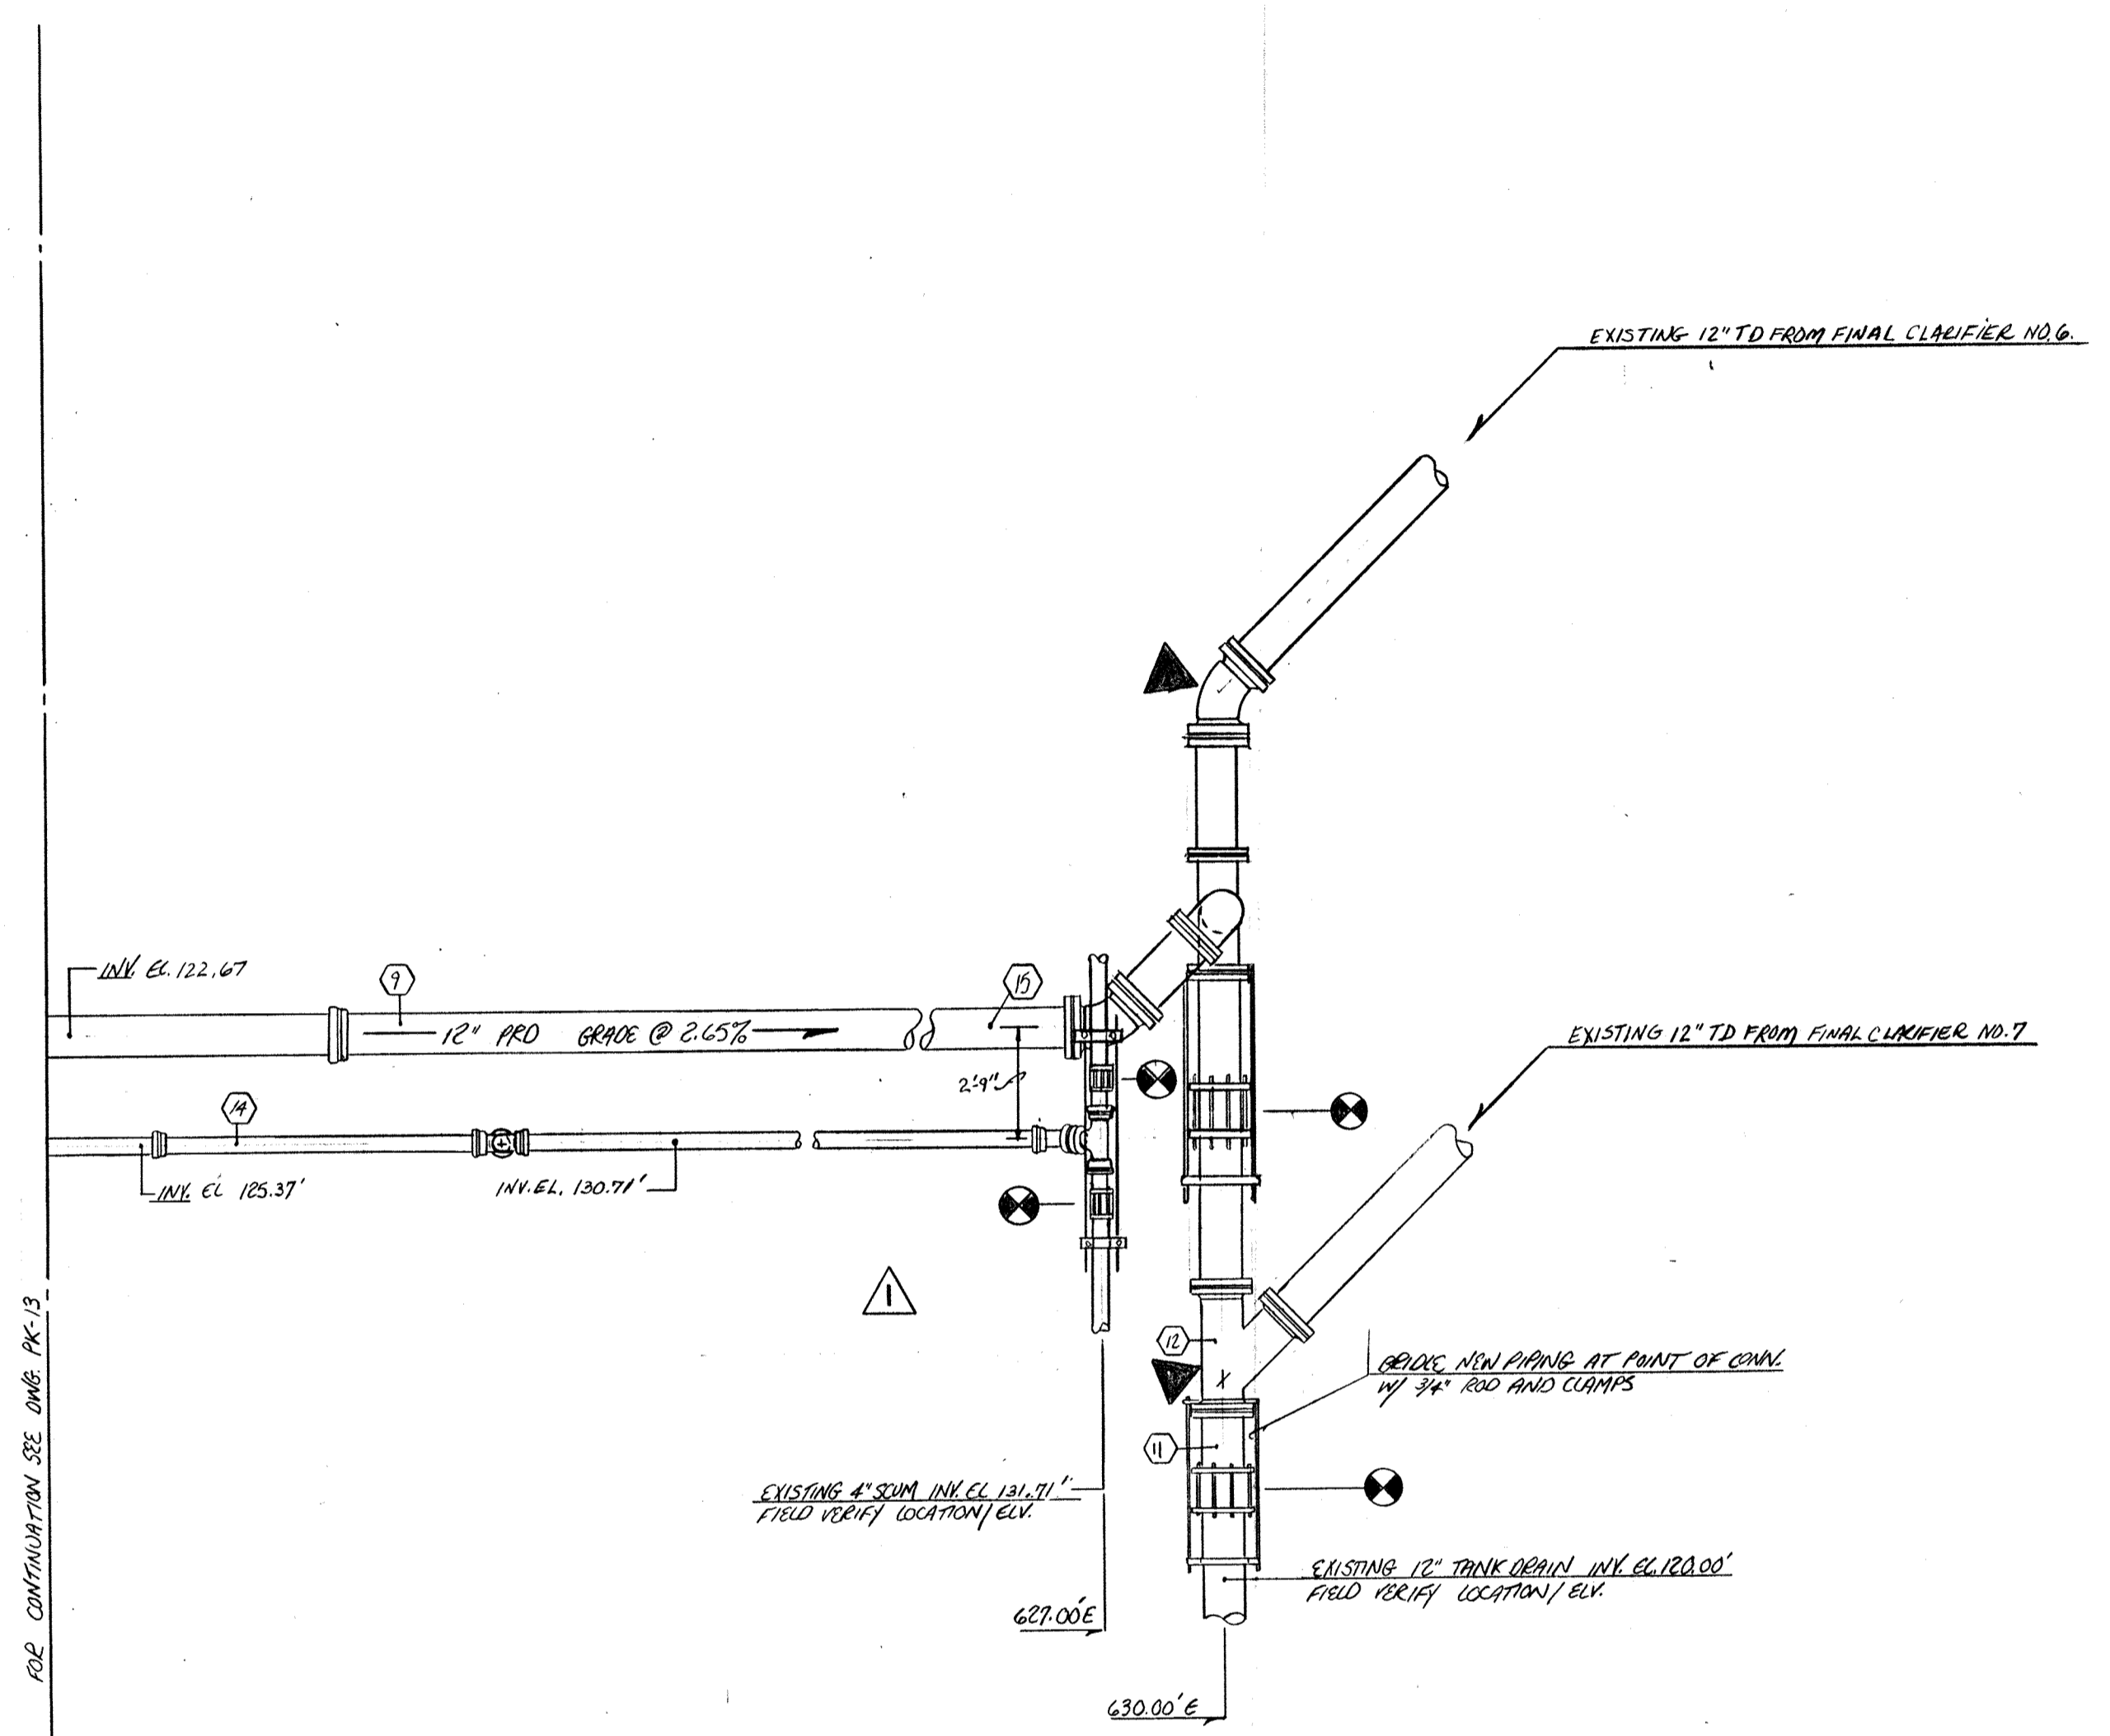 EXISTING 12" TD FROM FINAL CLARIFIER NO.6.
INV. EL. 122.67
9
15
12" PRD GRADE @ 2.65%
EXISTING 12" TD FROM FINAL CLARIFIER NO.7
2'-9"
14
INV. EL 125.37'
INV. EL. 130.71'
1
12
BRIDLE NEW PIPING AT POINT OF CONN.
W/ 3/4" ROD AND CLAMPS
11
EXISTING 4" SCUM INV. EL 131.71'
FIELD VERIFY LOCATION/ELV.
EXISTING 12" TANK DRAIN INV. EL. 120.00'
FIELD VERIFY LOCATION/ELV.
627.00'E
630.00'E
FOR CONTINUATION SEE DWG. PK-13